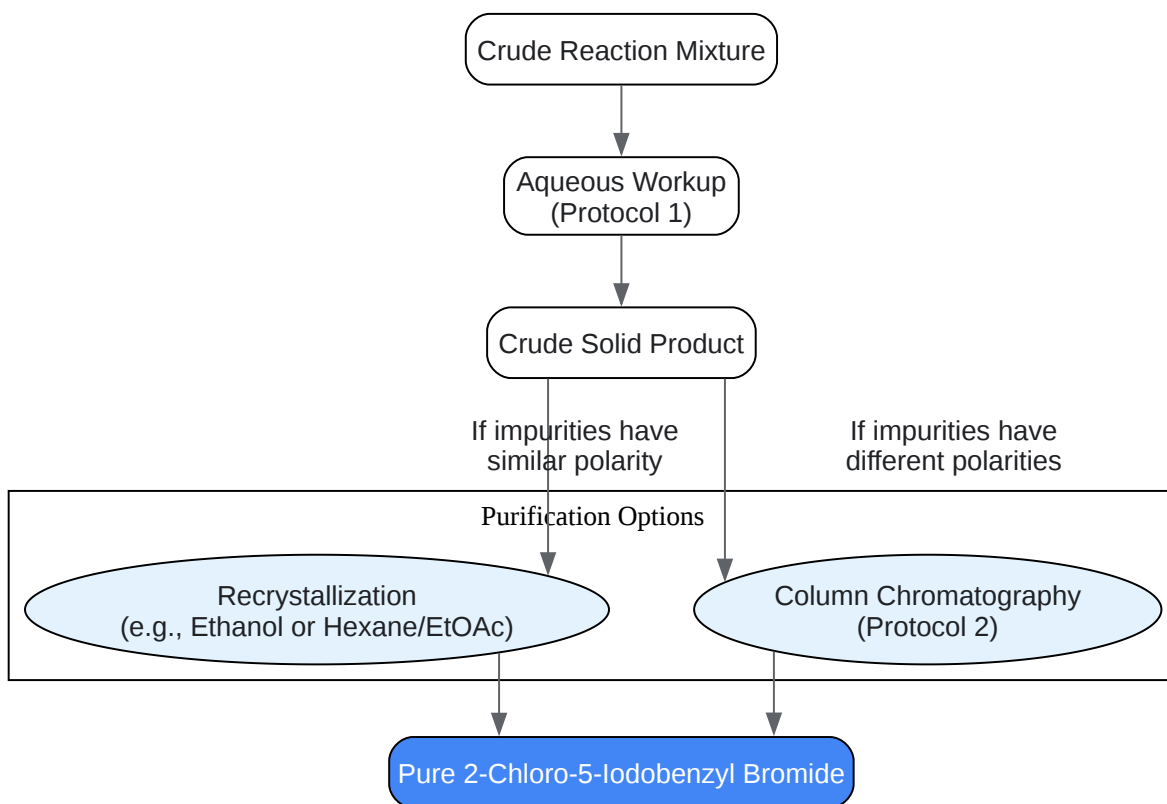 Crude Reaction Mixture
Aqueous Workup
(Protocol 1)
Crude Solid Product
If impurities have
similar polarity
If impurities have
different polarities
Purification Options
Recrystallization
(e.g., Ethanol or Hexane/EtOAc)
Column Chromatography
(Protocol 2)
Pure 2-Chloro-5-Iodobenzyl Bromide